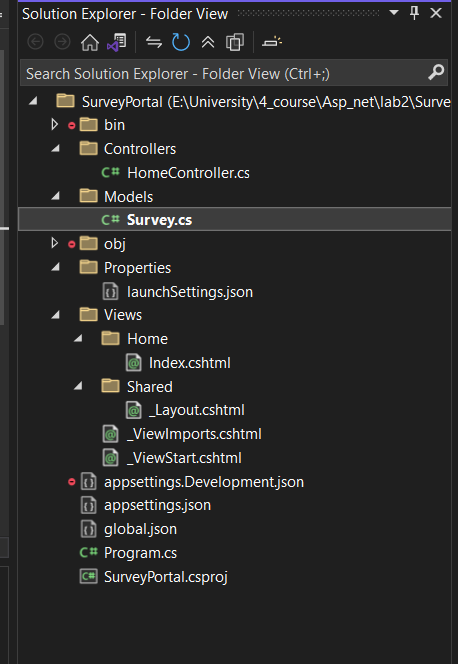 Solution Explorer - Folder View
Search Solution Explorer - Folder View (Ctrl+;)
SurveyPortal (E:\University\4_course\Asp_net\lab2\Surve
bin
Controllers
C# HomeController.cs
Models
C# Survey.cs
obj
Properties
launchSettings.json
Views
Home
Index.cshtml
Shared
_Layout.cshtml
_ViewImports.cshtml
_ViewStart.cshtml
appsettings.Development.json
appsettings.json
global.json
C# Program.cs
C# SurveyPortal.csproj